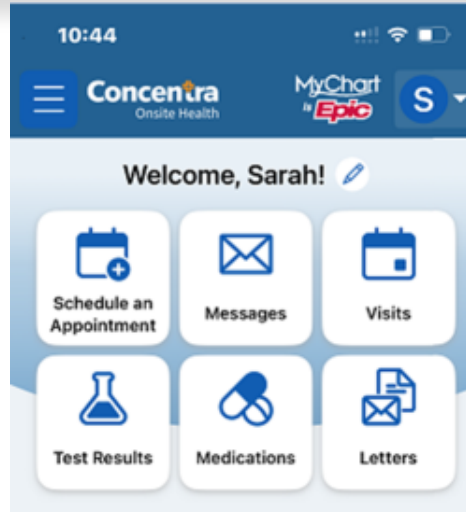 10:44
Concentra
Onsite Health
MyChart
by Epic
S
Welcome, Sarah!
Schedule an
Appointment
Messages
Visits
Test Results
Medications
Letters